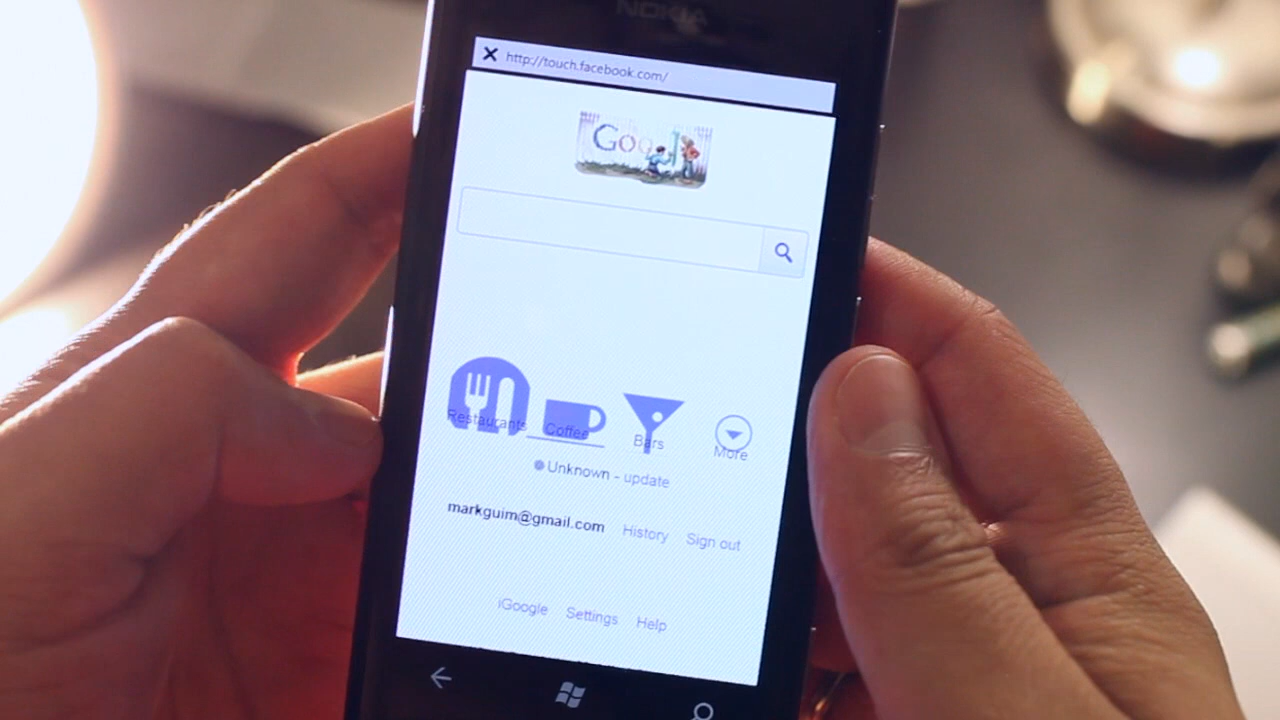 NOKIA
http://touch.facebook.com/
Google
Restaurants Coffee Bars More
Unknown - update
markguim@gmail.com History Sign out
iGoogle Settings Help